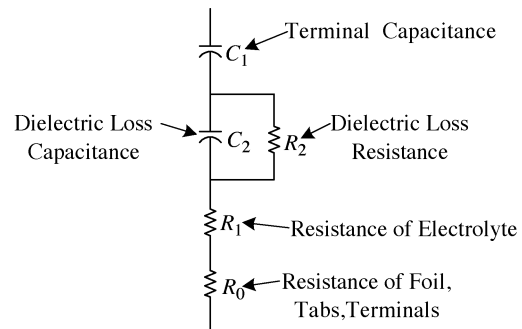 Terminal Capacitance
C1
Dielectric Loss
Capacitance
C2
R2
Dielectric Loss
Resistance
R1
Resistance of Electrolyte
R0
Resistance of Foil,
Tabs,Terminals